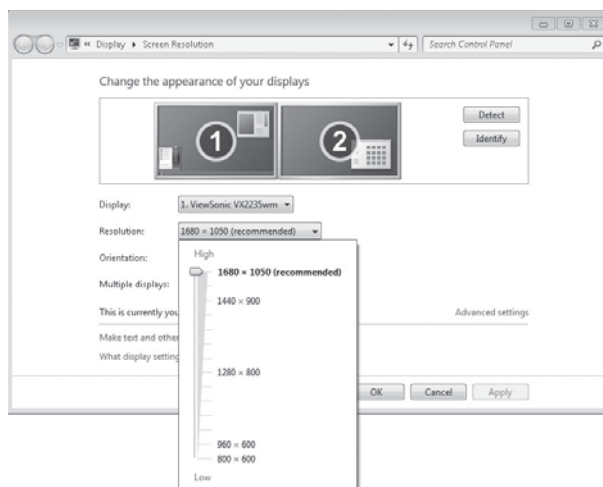 « Display ▸ Screen Resolution
Search Control Panel
Change the appearance of your displays
1
2
Detect
Identify
Display:
1. ViewSonic VX2235wm
Resolution:
1680 × 1050 (recommended)
Orientation:
High
1680 × 1050 (recommended)
Multiple displays:
1440 × 900
This is currently you
Advanced settings
Make text and other
What display setting
1280 × 800
OK
Cancel
Apply
960 × 600
800 × 600
Low